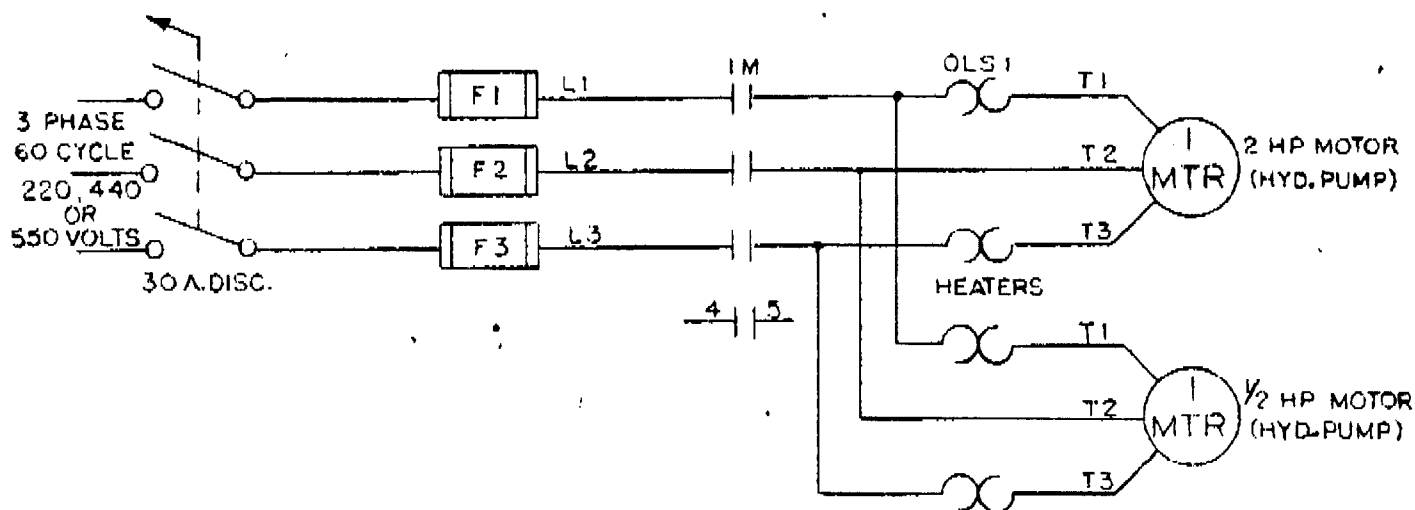 1M
OLS1
T1
F1
L1
3 PHASE
60 CYCLE
220, 440
OR
550 VOLTS
F2
L2
T2
1
MTR
2 HP MOTOR
(HYD. PUMP)
F3
L3
T3
30 A. DISC.
HEATERS
4
5
T1
T2
1
MTR
1/2 HP MOTOR
(HYD. PUMP)
T3